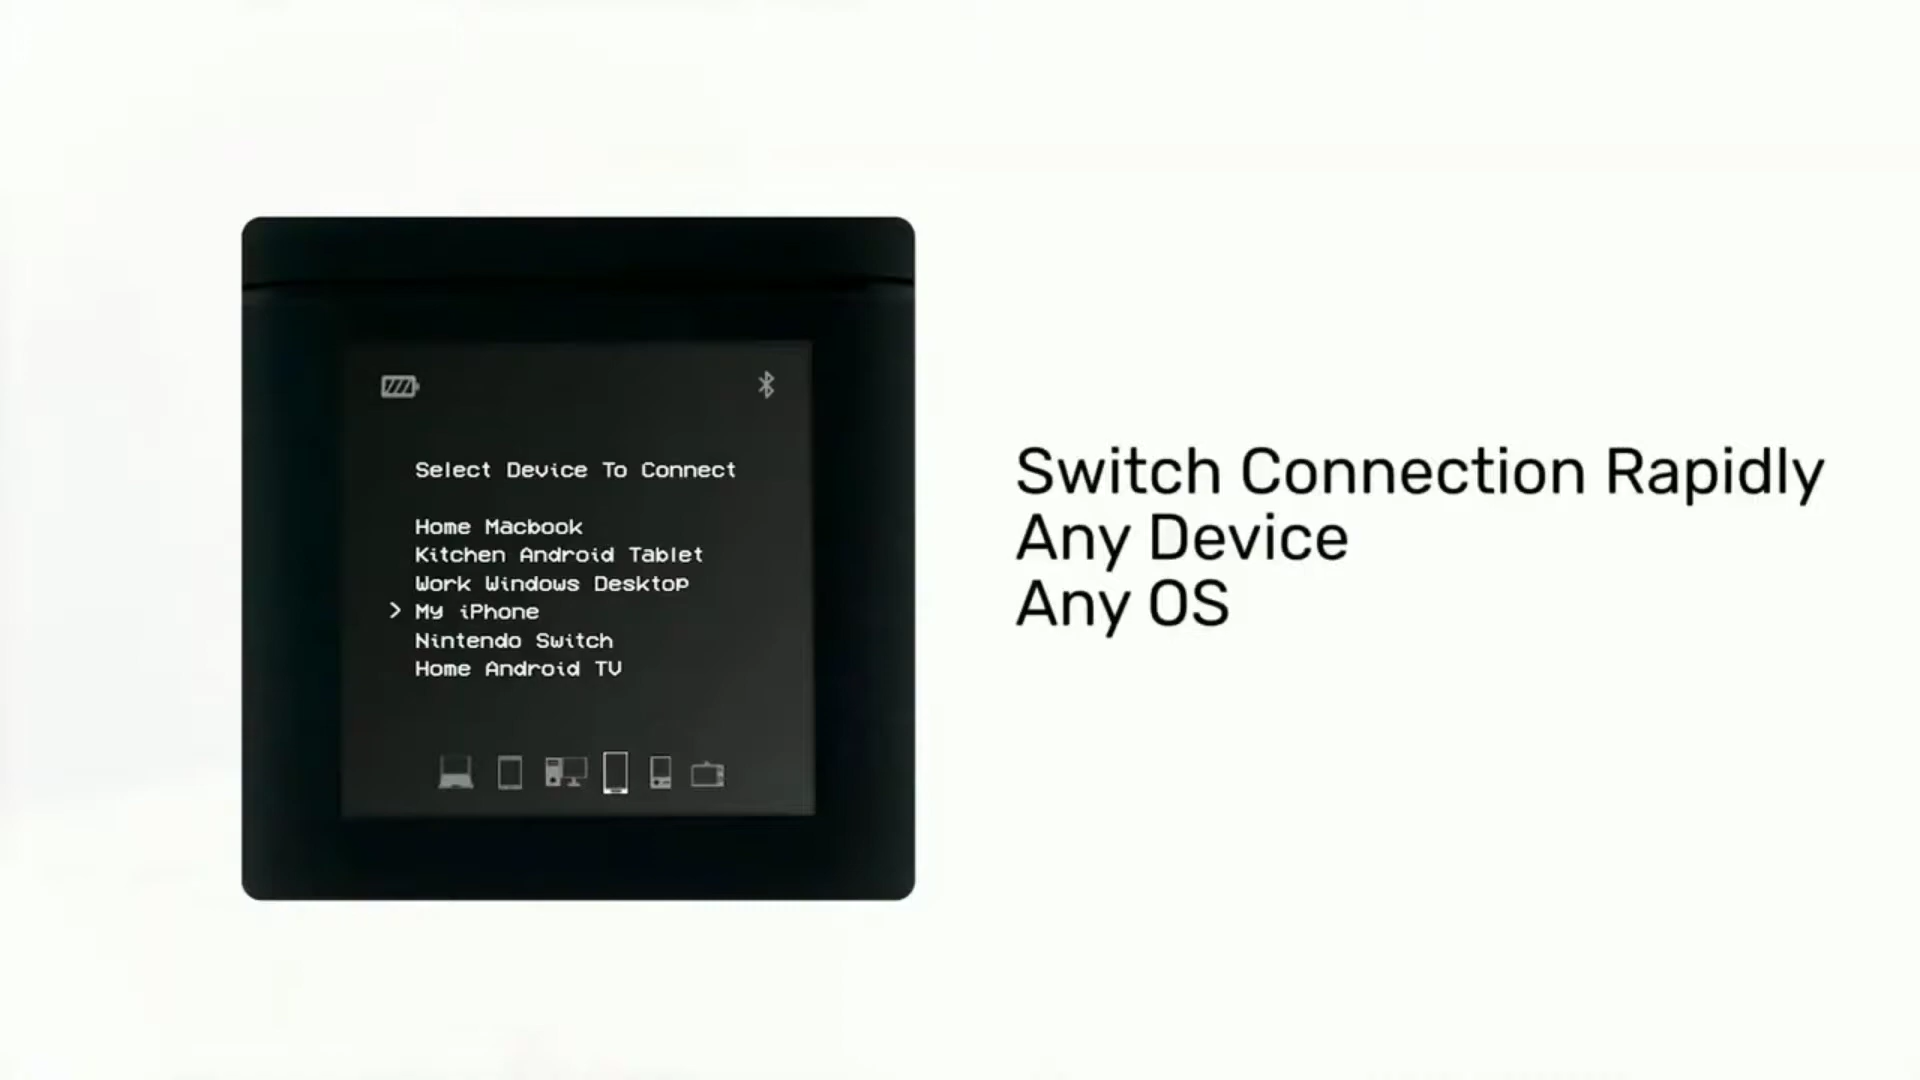 Select Device To Connect
Home Macbook
Kitchen Android Tablet
Work Windows Desktop
> My iPhone
Nintendo Switch
Home Android TV
Switch Connection Rapidly
Any Device
Any OS